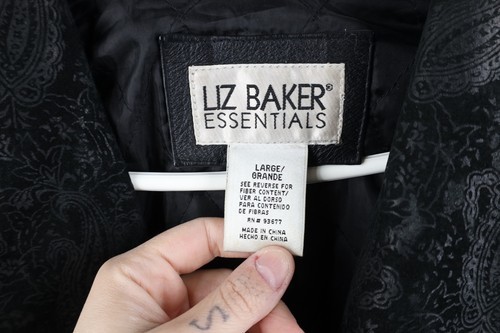 LIZ BAKER®
ESSENTIALS
LARGE/
GRANDE
SEE REVERSE FOR
FIBER CONTENT/
VER AL DORSO
PARA CONTENIDO
DE FIBRAS
RN# 93677
MADE IN CHINA
HECHO EN CHINA